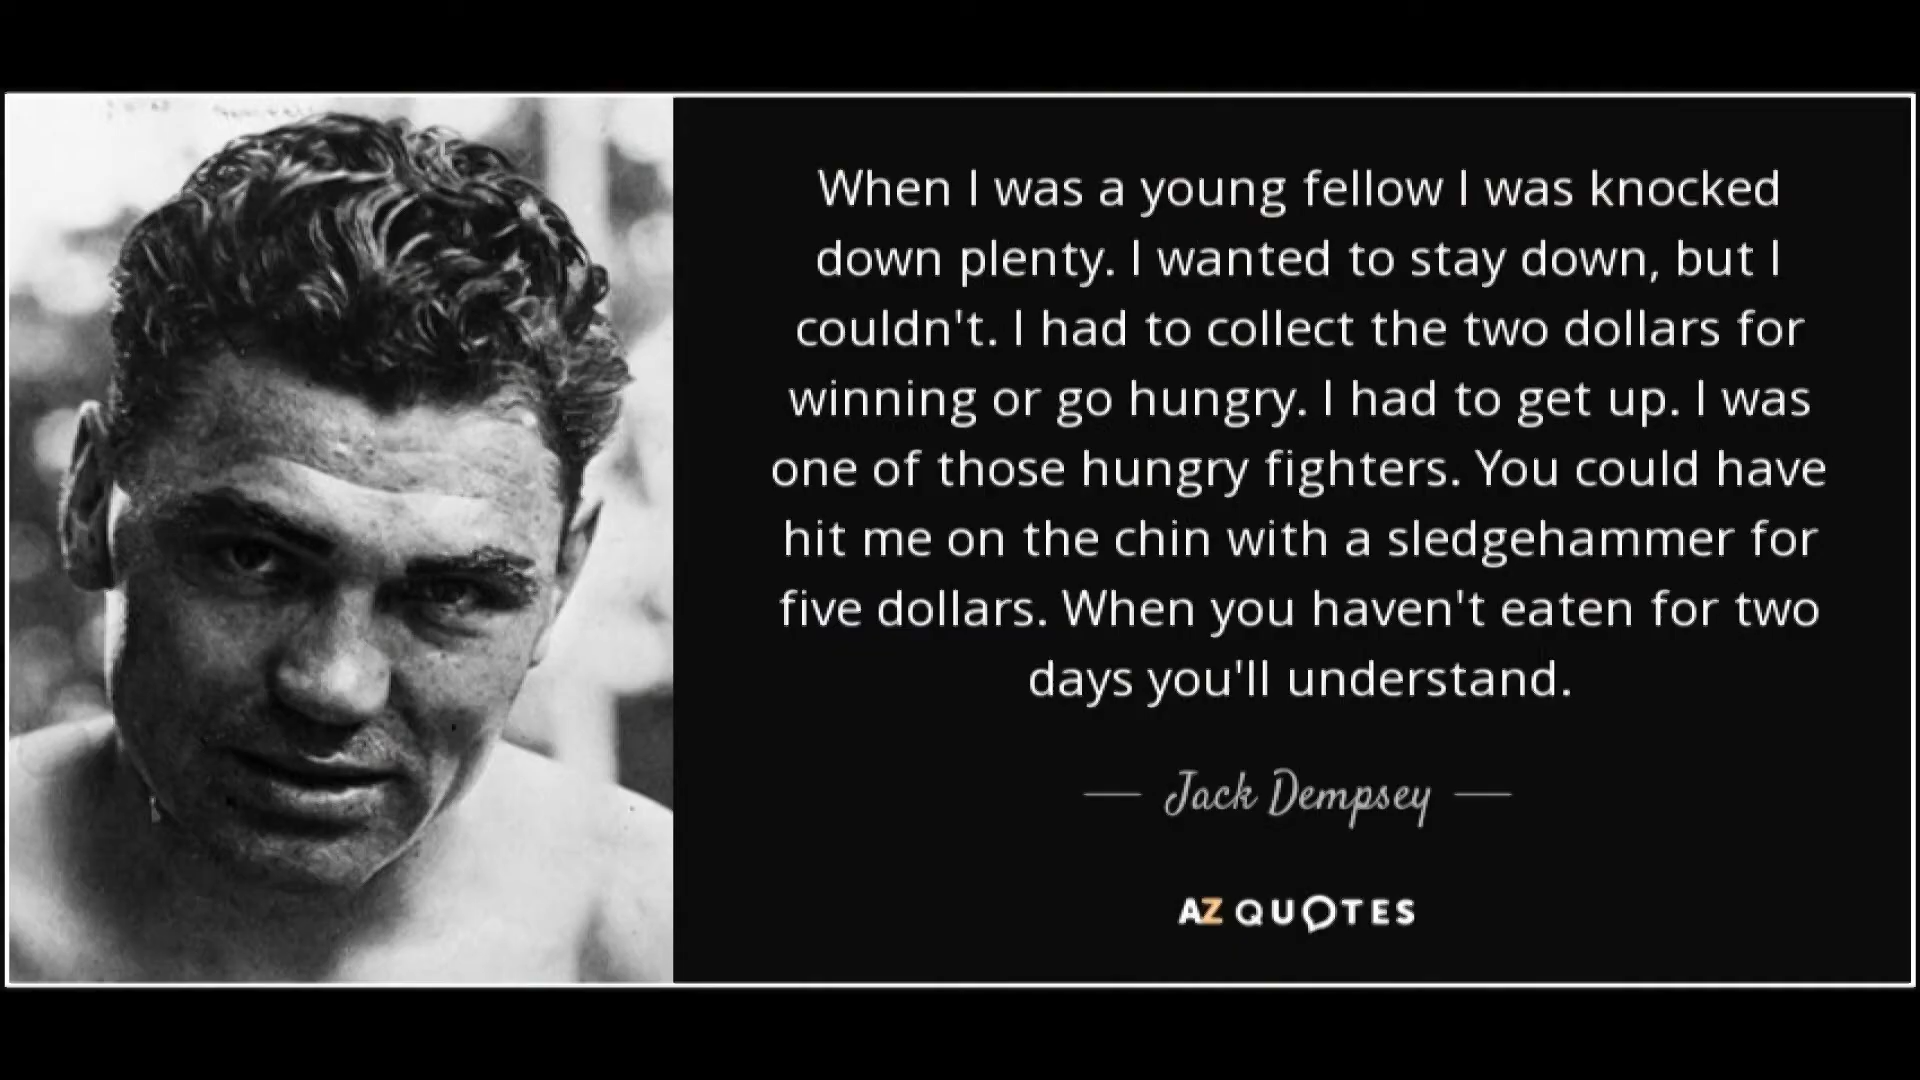 When I was a young fellow I was knocked
down plenty. I wanted to stay down, but I
couldn't. I had to collect the two dollars for
winning or go hungry. I had to get up. I was
one of those hungry fighters. You could have
hit me on the chin with a sledgehammer for
five dollars. When you haven't eaten for two
days you'll understand.
Jack Dempsey
AZ QUOTES